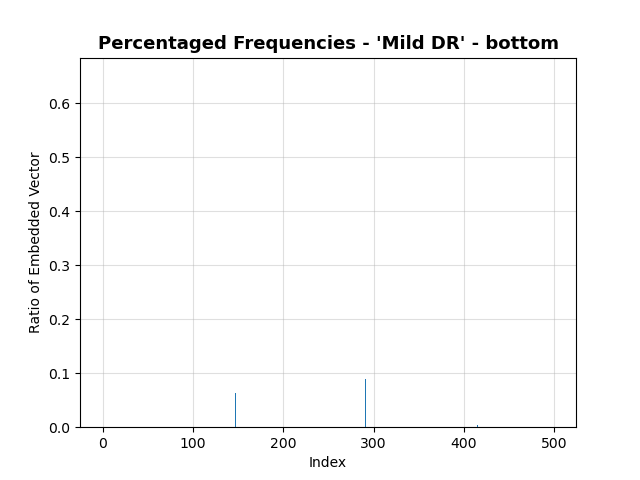 Percentaged Frequencies - 'Mild DR' - bottom
Ratio of Embedded Vector
0.6
0.5
0.4
0.3
0.2
0.1
0.0
0 100 200 300 400 500
Index